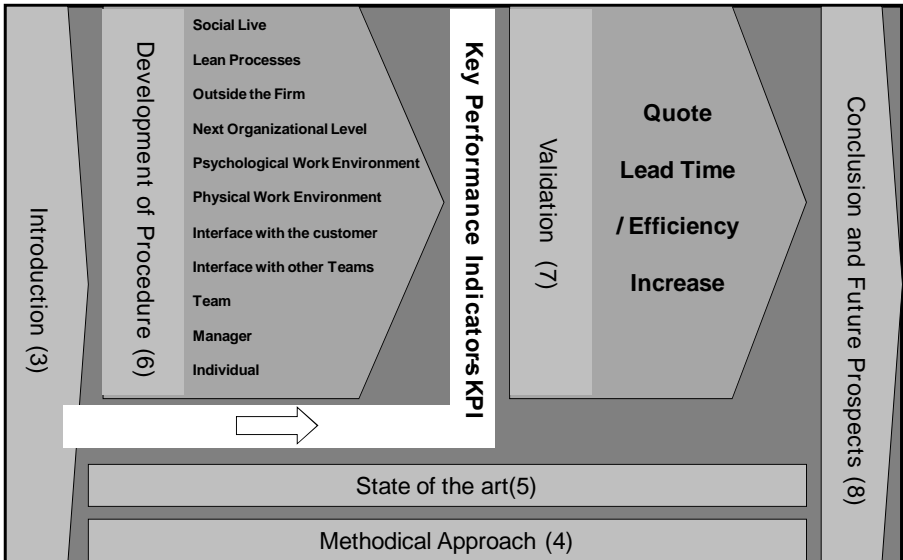 Introduction (3)
Development of Procedure (6)
Social Live
Lean Processes
Outside the Firm
Next Organizational Level
Psychological Work Environment
Physical Work Environment
Interface with the customer
Interface with other Teams
Team
Manager
Individual
Key Performance Indicators-KPI
Validation (7)
Quote
Lead Time
/ Efficiency
Increase
Conclusion and Future Prospects (8)
State of the art(5)
Methodical Approach (4)